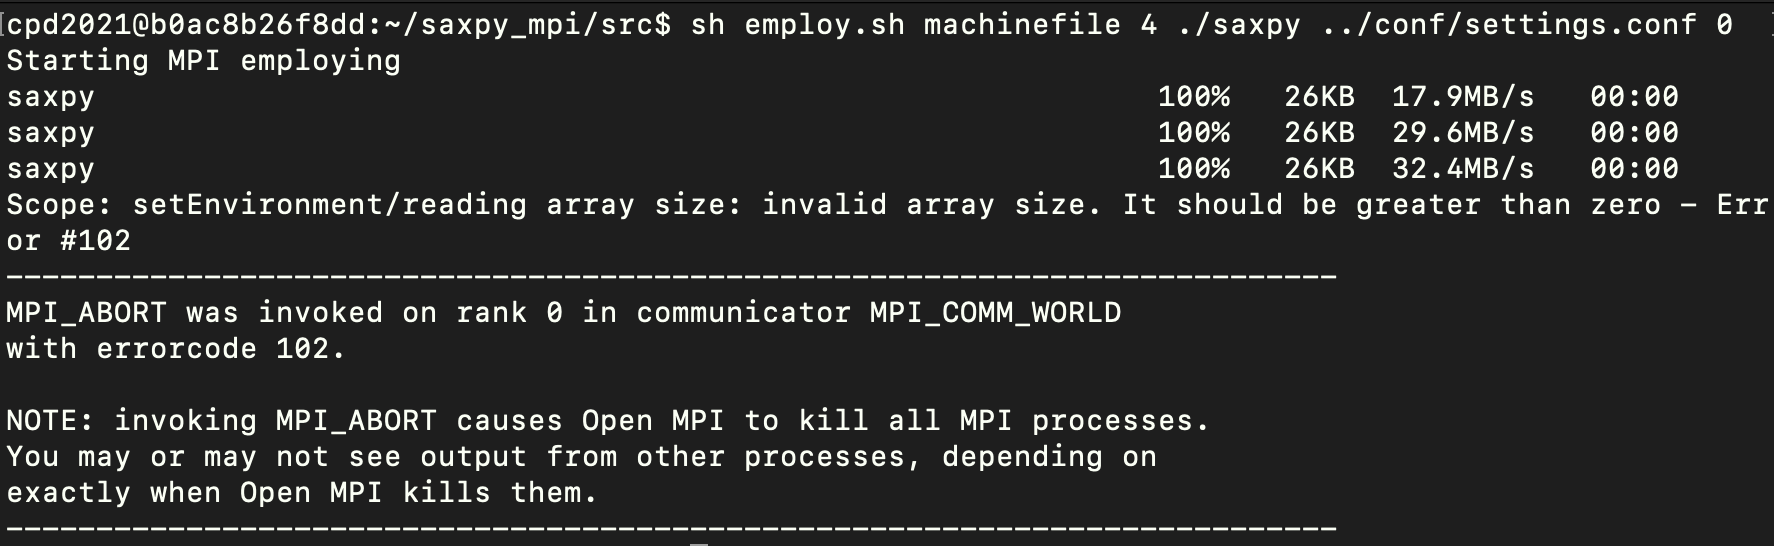 [cpd2021@b0ac8b26f8dd:~/saxpy_mpi/src$ sh employ.sh machinefile 4 ./saxpy ../conf/settings.conf 0 ]
Starting MPI employing
saxpy 100% 26KB 17.9MB/s 00:00
saxpy 100% 26KB 29.6MB/s 00:00
saxpy 100% 26KB 32.4MB/s 00:00
Scope: setEnvironment/reading array size: invalid array size. It should be greater than zero – Err
or #102
--------------------------------------------------------------------------
MPI_ABORT was invoked on rank 0 in communicator MPI_COMM_WORLD
with errorcode 102.

NOTE: invoking MPI_ABORT causes Open MPI to kill all MPI processes.
You may or may not see output from other processes, depending on
exactly when Open MPI kills them.
--------------------------------------------------------------------------